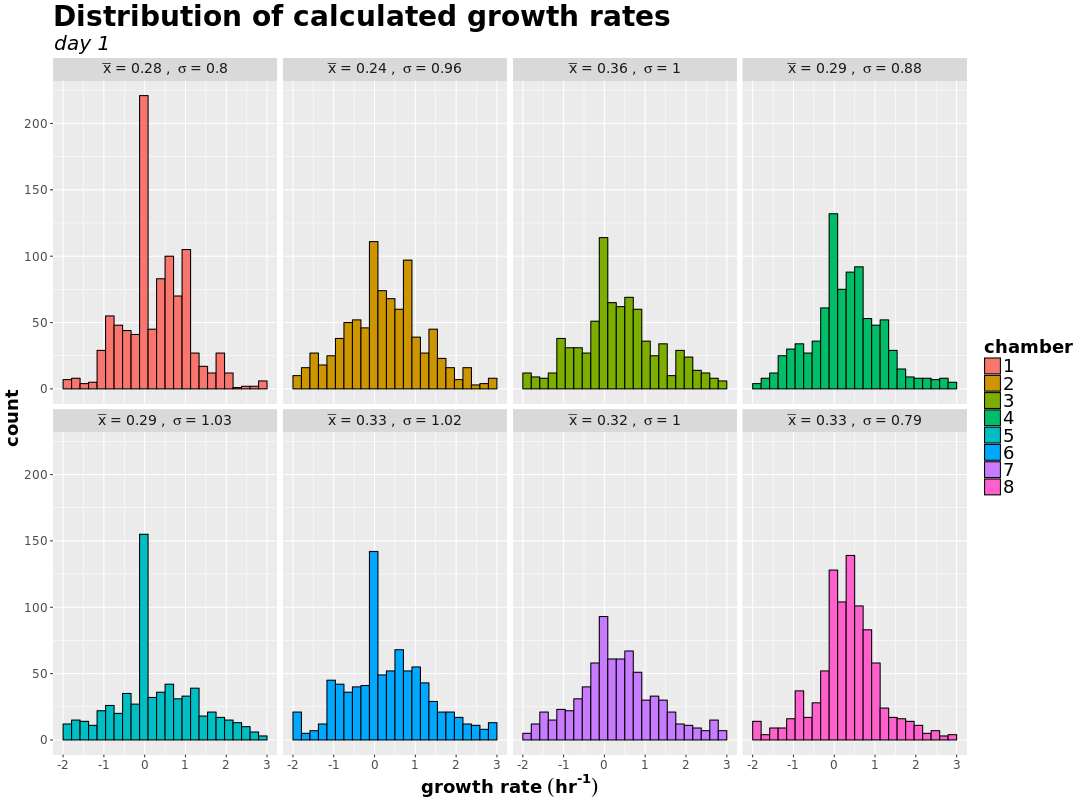 Distribution of calculated growth rates
day 1
x̅ = 0.28 , σ = 0.8
x̅ = 0.24 , σ = 0.96
x̅ = 0.36 , σ = 1
x̅ = 0.29 , σ = 0.88
200
150
100
50
0
x̅ = 0.29 , σ = 1.03
x̅ = 0.33 , σ = 1.02
x̅ = 0.32 , σ = 1
x̅ = 0.33 , σ = 0.79
200
150
100
50
0
-2 -1 0 1 2 3
-2 -1 0 1 2 3
-2 -1 0 1 2 3
-2 -1 0 1 2 3
growth rate (hr⁻¹)
count
chamber
1
2
3
4
5
6
7
8